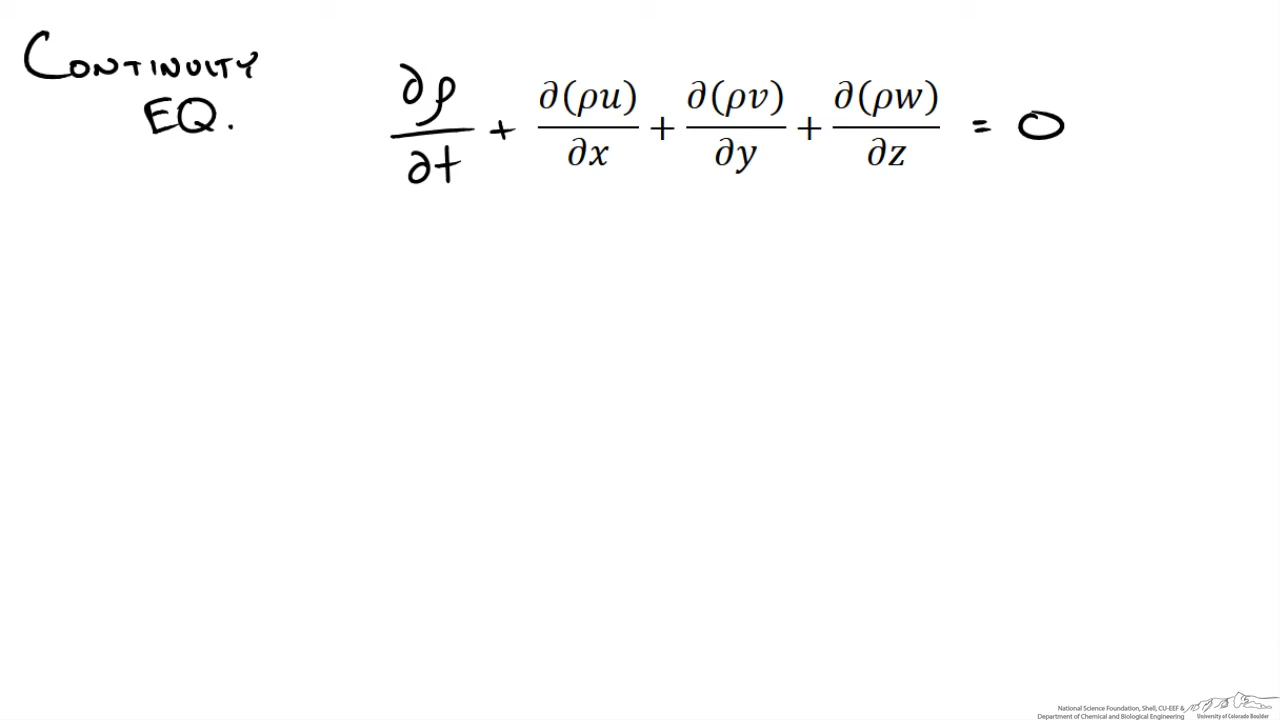 CONTINUITY
EQ.
∂ρ/∂t + ∂(ρu)/∂x + ∂(ρv)/∂y + ∂(ρw)/∂z = 0
National Science Foundation, Shell, CU-EEF &
Department of Chemical and Biological Engineering
University of Colorado Boulder